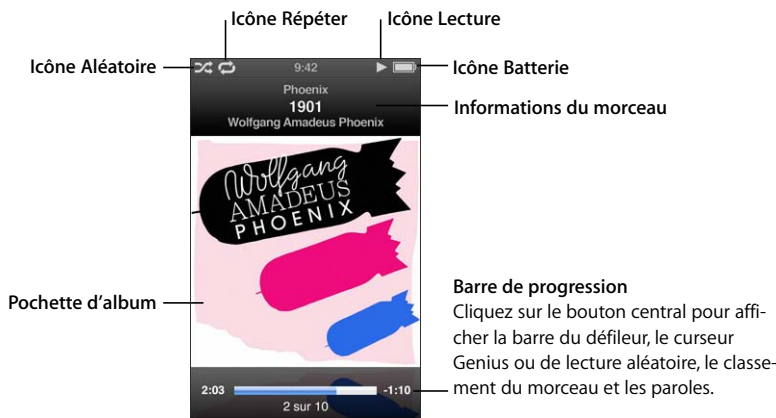 Icône Répéter
Icône Lecture
Icône Aléatoire
9:42
Icône Batterie
Phoenix
1901
Wolfgang Amadeus Phoenix
Informations du morceau
Wolfgang
AMADEUS
PHOENIX
Pochette d’album
Barre de progression
Cliquez sur le bouton central pour affi-
cher la barre du défileur, le curseur
Genius ou de lecture aléatoire, le classe-
ment du morceau et les paroles.
2:03
-1:10
2 sur 10